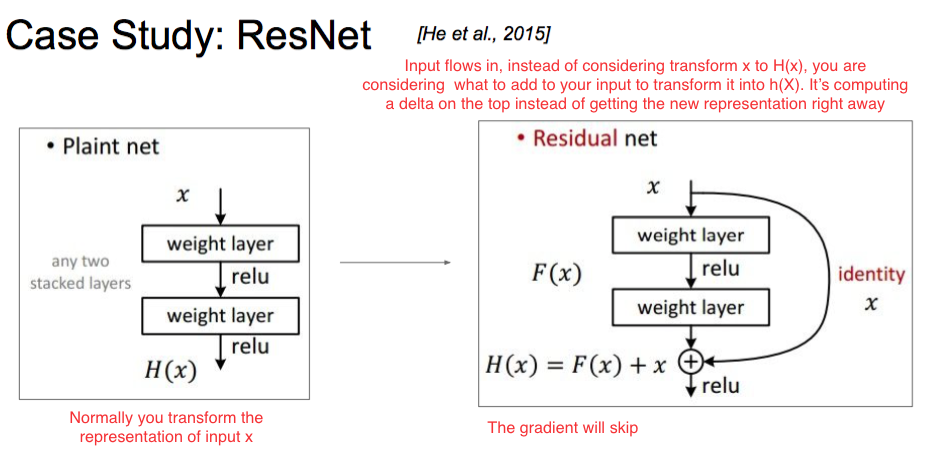 Case Study: ResNet
[He et al., 2015]
Input flows in, instead of considering transform x to H(x), you are
considering  what to add to your input to transform it into h(X). It's computing
a delta on the top instead of getting the new representation right away
• Plaint net
x
weight layer
any two
stacked layers
relu
weight layer
relu
H(x)
Normally you transform the
representation of input x
• Residual net
x
weight layer
F(x)
relu
identity
x
weight layer
H(x) = F(x) + x
+
relu
The gradient will skip